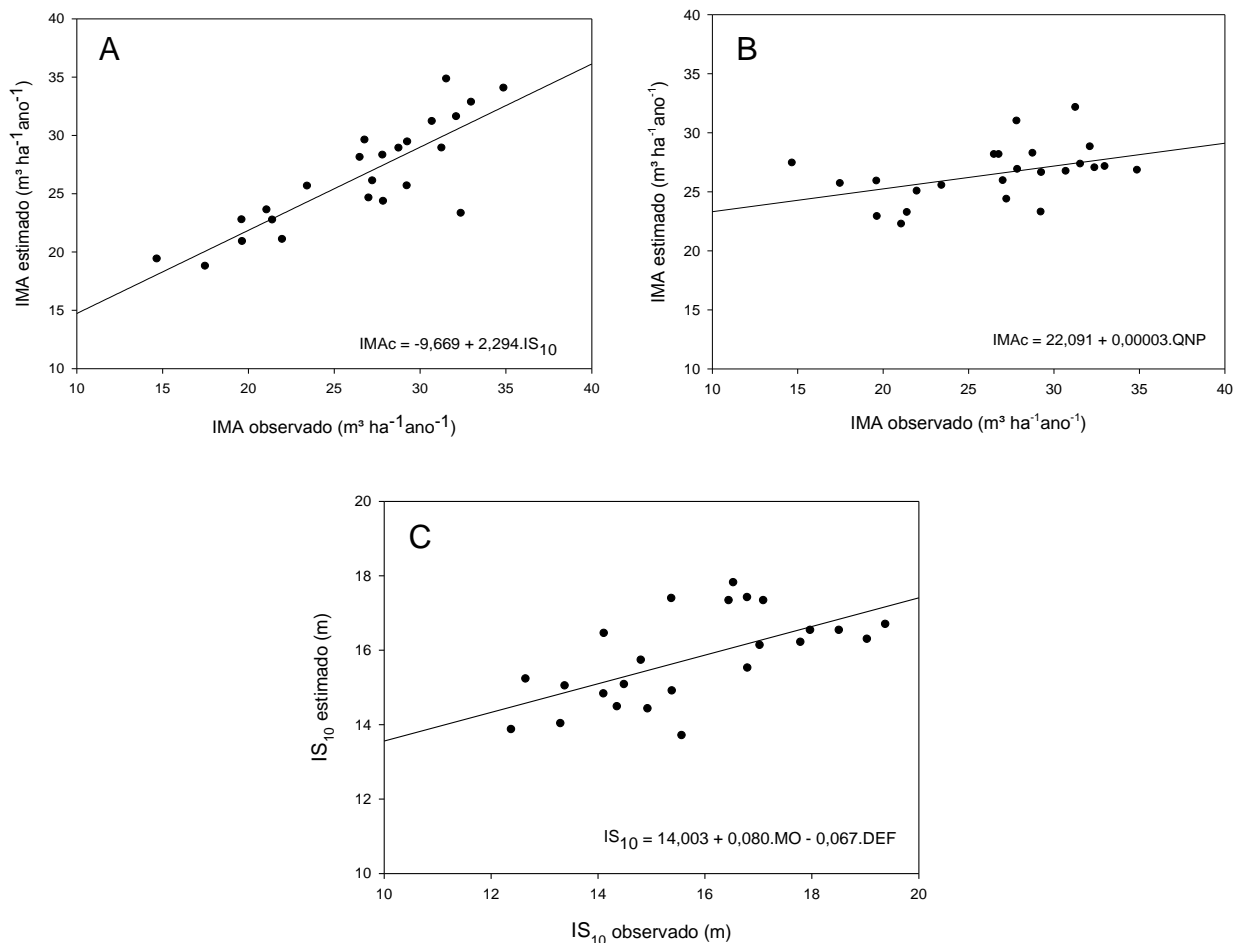 A
IMA estimado (m³ ha⁻¹ano⁻¹)
40
35
30
25
20
15
10
IMAc = -9,669 + 2,294.IS₁₀
10 15 20 25 30 35 40
IMA observado (m³ ha⁻¹ano⁻¹)
B
IMA estimado (m³ ha⁻¹ano⁻¹)
40
35
30
25
20
15
10
IMAc = 22,091 + 0,00003.QNP
10 15 20 25 30 35 40
IMA observado (m³ ha⁻¹ano⁻¹)
C
IS₁₀ estimado (m)
20
18
16
14
12
10
IS₁₀ = 14,003 + 0,080.MO - 0,067.DEF
10 12 14 16 18 20
IS₁₀ observado (m)